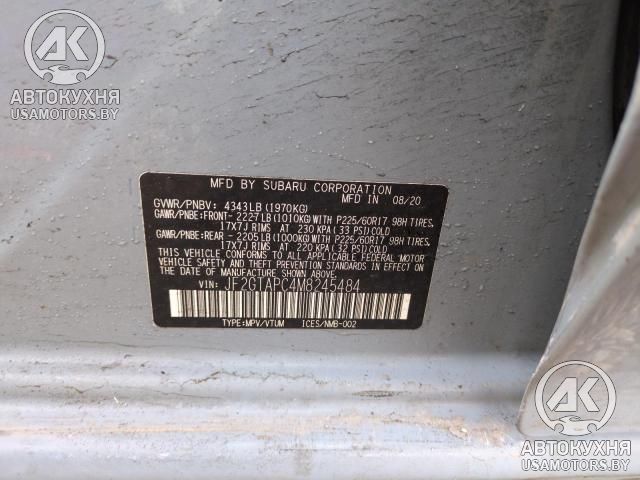 AK
АВТОКУХНЯ
USAMOTORS.BY
MFD BY SUBARU CORPORATION
MFD IN 08/20
GVWR/PNBV: 4343LB (1970KG)
GAWR/PNBE:FRONT- 2227LB(1010KG)WITH P225/60R17 98H TIRES,
17X7J RIMS AT 230 KPA(33 PSI)COLD
GAWR/PNBE:REAR - 2205LB(1000KG)WITH P225/60R17 98H TIRES,
17X7J RIMS AT 220 KPA(32 PSI)COLD
THIS VEHICLE CONFORMS TO ALL APPLICABLE FEDERAL MOTOR
VEHICLE SAFETY, BUMPER, AND THEFT PREVENTION STANDARDS IN
EFFECT ON THE DATE OF MANUFACTURE SHOWN ABOVE.
VIN: JF2GTAPC4M8245484
TYPE:MPV/VTUM ICES/NMB-002
AK
АВТОКУХНЯ
USAMOTORS.BY